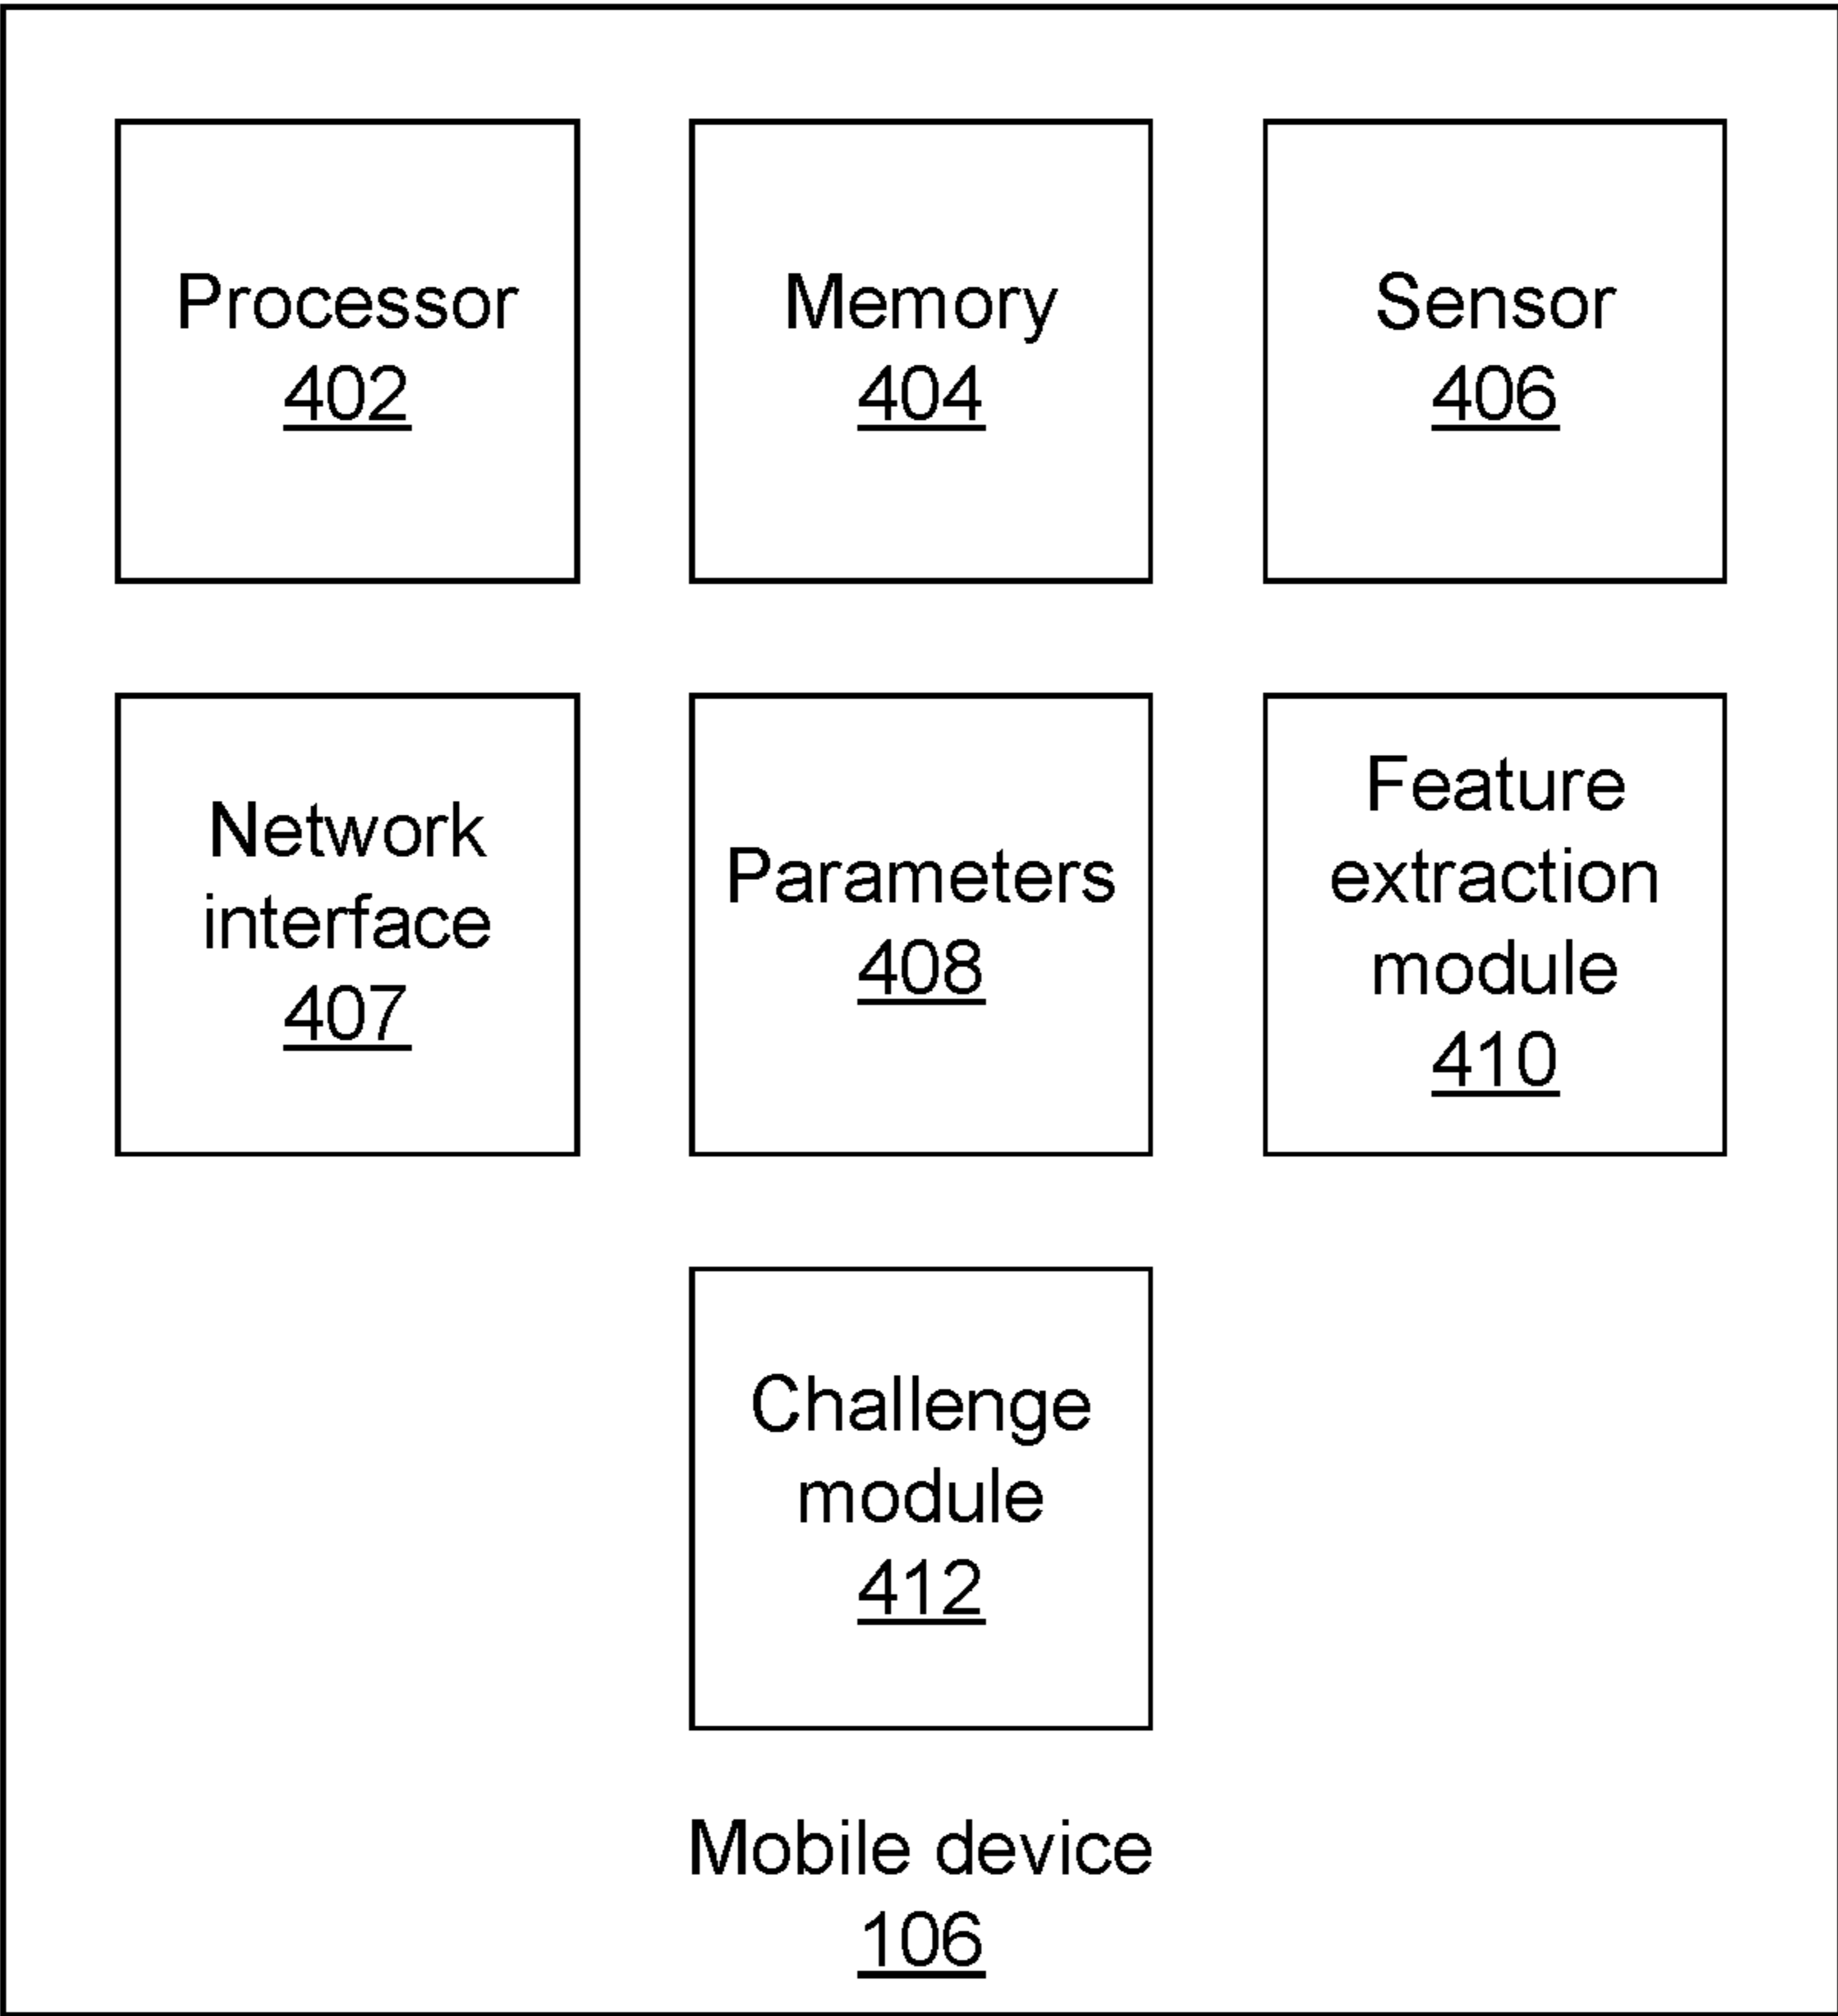 Processor
402
Memory
404
Sensor
406
Network
interface
407
Parameters
408
Feature
extraction
module
410
Challenge
module
412
Mobile device
106